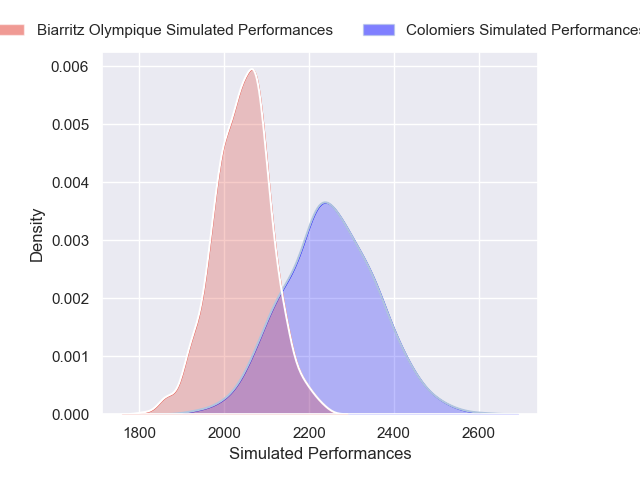 Biarritz Olympique Simulated Performances
Colomiers Simulated Performances
0.006
0.005
0.004
0.003
0.002
0.001
0.000
Density
1800 2000 2200 2400 2600
Simulated Performances